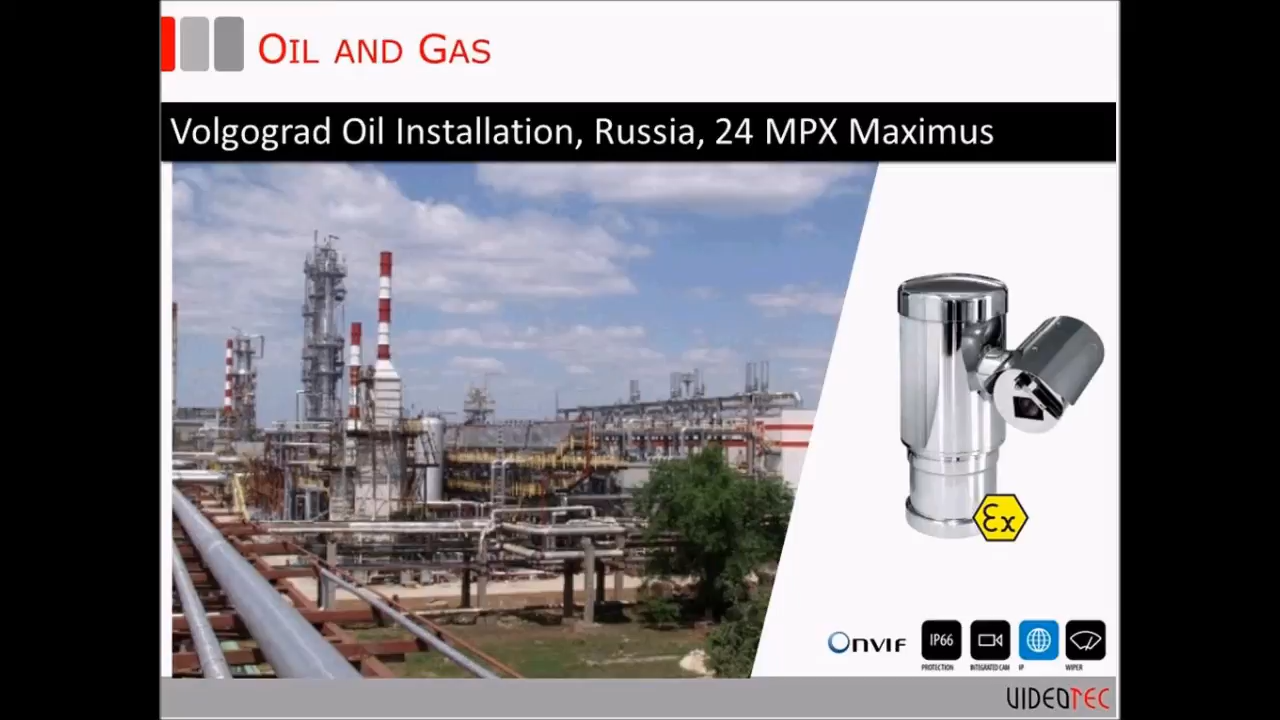 OIL AND GAS
Volgograd Oil Installation, Russia, 24 MPX Maximus
Ex
ONVIF
IP66
PROTECTION
INTEGRATED CAM
IP
WIPER
VIDEOTEC